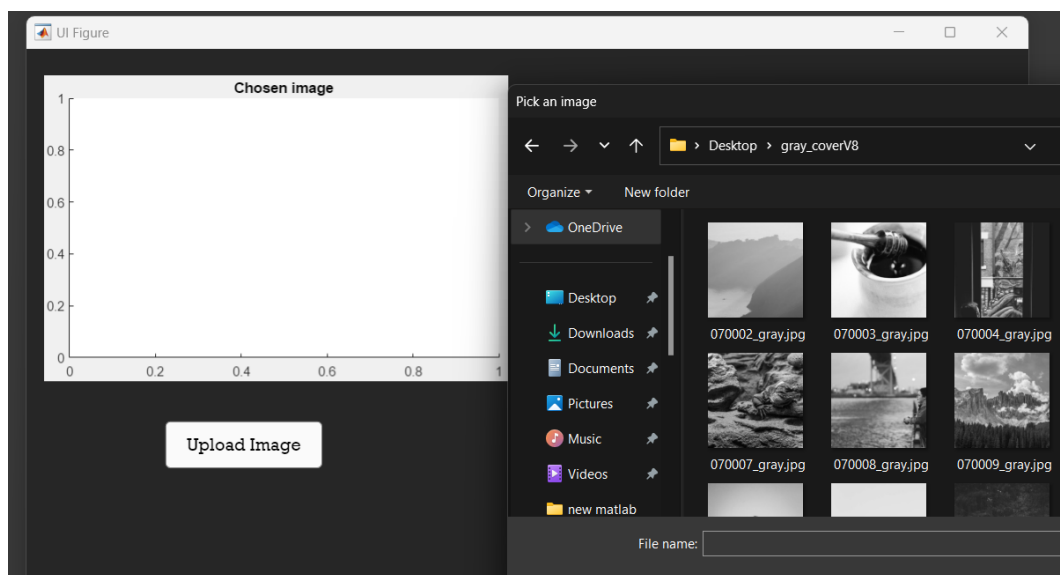 UI Figure
Chosen image
1
0.8
0.6
0.4
0.2
0
0 0.2 0.4 0.6 0.8 1
Upload Image
Pick an image
Desktop gray_coverV8
Organize New folder
OneDrive
Desktop
Downloads
Documents
Pictures
Music
Videos
new matlab
070002_gray.jpg 070003_gray.jpg 070004_gray.jpg
070007_gray.jpg 070008_gray.jpg 070009_gray.jpg
File name: